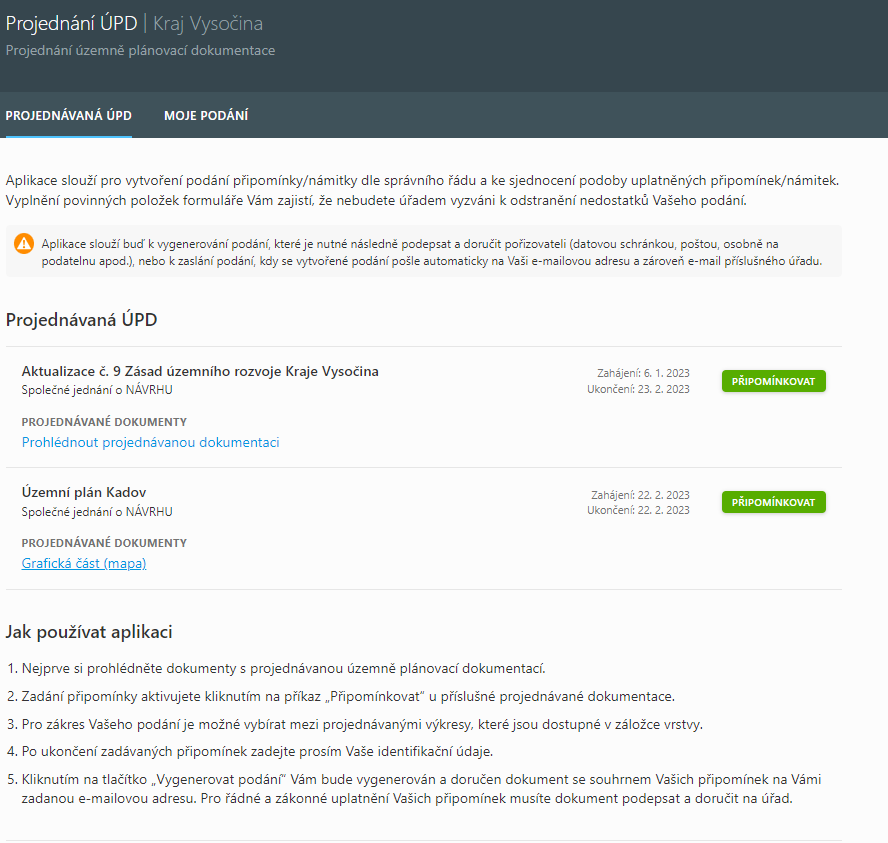 Projednání ÚPD | Kraj Vysočina
Projednání územně plánovací dokumentace
PROJEDNÁVANÁ ÚPD MOJE PODÁNÍ
Aplikace slouží pro vytvoření podání připomínky/námitky dle správního řádu a ke sjednocení podoby uplatněných připomínek/námitek.
Vyplnění povinných položek formuláře Vám zajistí, že nebudete úřadem vyzváni k odstranění nedostatků Vašeho podání.
Aplikace slouží buď k vygenerování podání, které je nutné následně podepsat a doručit pořizovateli (datovou schránkou, poštou, osobně na
podatelnu apod.), nebo k zaslání podání, kdy se vytvořené podání pošle automaticky na Vaši e-mailovou adresu a zároveň e-mail příslušného úřadu.
Projednávaná ÚPD
Aktualizace č. 9 Zásad územního rozvoje Kraje Vysočina
Společné jednání o NÁVRHU
Zahájení: 6. 1. 2023
Ukončení: 23. 2. 2023
PŘIPOMÍNKOVAT
PROJEDNÁVANÉ DOKUMENTY
Prohlédnout projednávanou dokumentaci
Územní plán Kadov
Společné jednání o NÁVRHU
Zahájení: 22. 2. 2023
Ukončení: 22. 2. 2023
PŘIPOMÍNKOVAT
PROJEDNÁVANÉ DOKUMENTY
Grafická část (mapa)
Jak používat aplikaci
1. Nejprve si prohlédněte dokumenty s projednávanou územně plánovací dokumentací.
2. Zadání připomínky aktivujete kliknutím na příkaz „Připomínkovat“ u příslušné projednávané dokumentace.
3. Pro zákres Vašeho podání je možné vybírat mezi projednávanými výkresy, které jsou dostupné v záložce vrstvy.
4. Po ukončení zadávaných připomínek zadejte prosím Vaše identifikační údaje.
5. Kliknutím na tlačítko „Vygenerovat podání“ Vám bude vygenerován a doručen dokument se souhrnem Vašich připomínek na Vámi
zadanou e-mailovou adresu. Pro řádné a zákonné uplatnění Vašich připomínek musíte dokument podepsat a doručit na úřad.